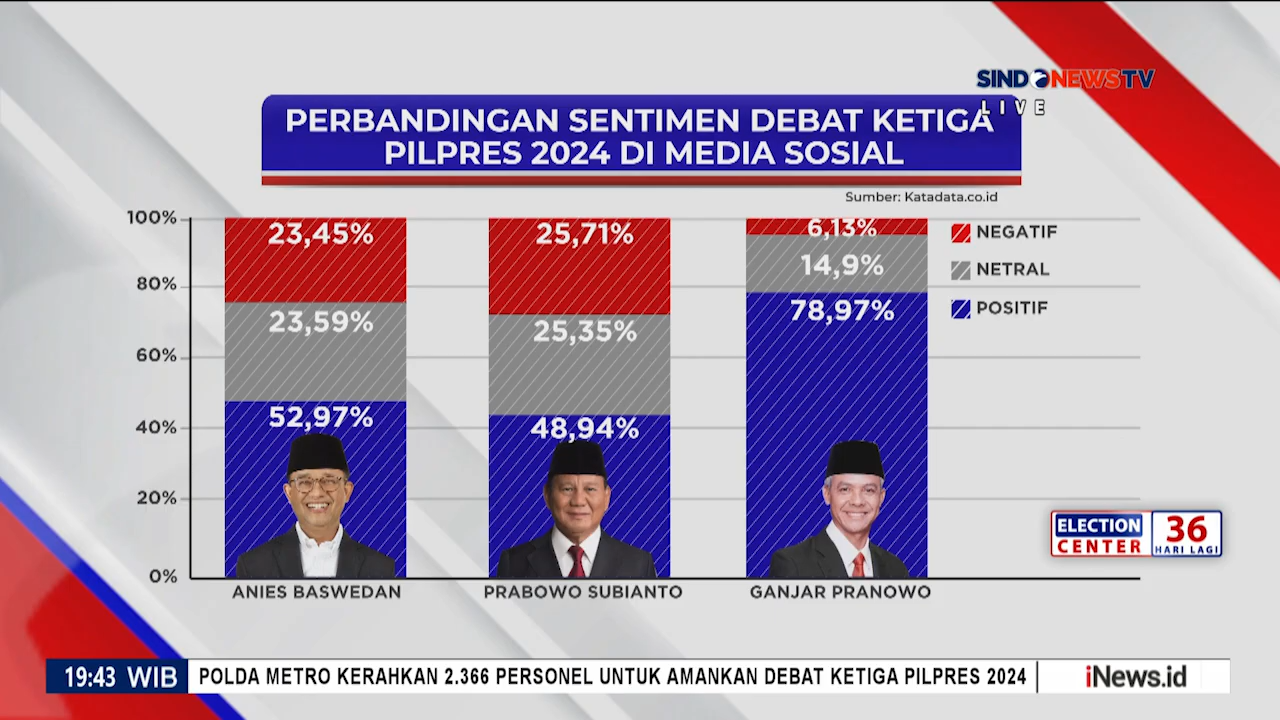 SINDONEWSTV
LIVE
PERBANDINGAN SENTIMEN DEBAT KETIGA
PILPRES 2024 DI MEDIA SOSIAL
Sumber: Katadata.co.id
100%
80%
60%
40%
20%
0%
23,45%
23,59%
52,97%
25,71%
25,35%
48,94%
6,13%
14,9%
78,97%
NEGATIF
NETRAL
POSITIF
ANIES BASWEDAN
PRABOWO SUBIANTO
GANJAR PRANOWO
ELECTION
CENTER
36
HARI LAGI
19:43 WIB
POLDA METRO KERAHKAN 2.366 PERSONEL UNTUK AMANKAN DEBAT KETIGA PILPRES 2024
iNews.id